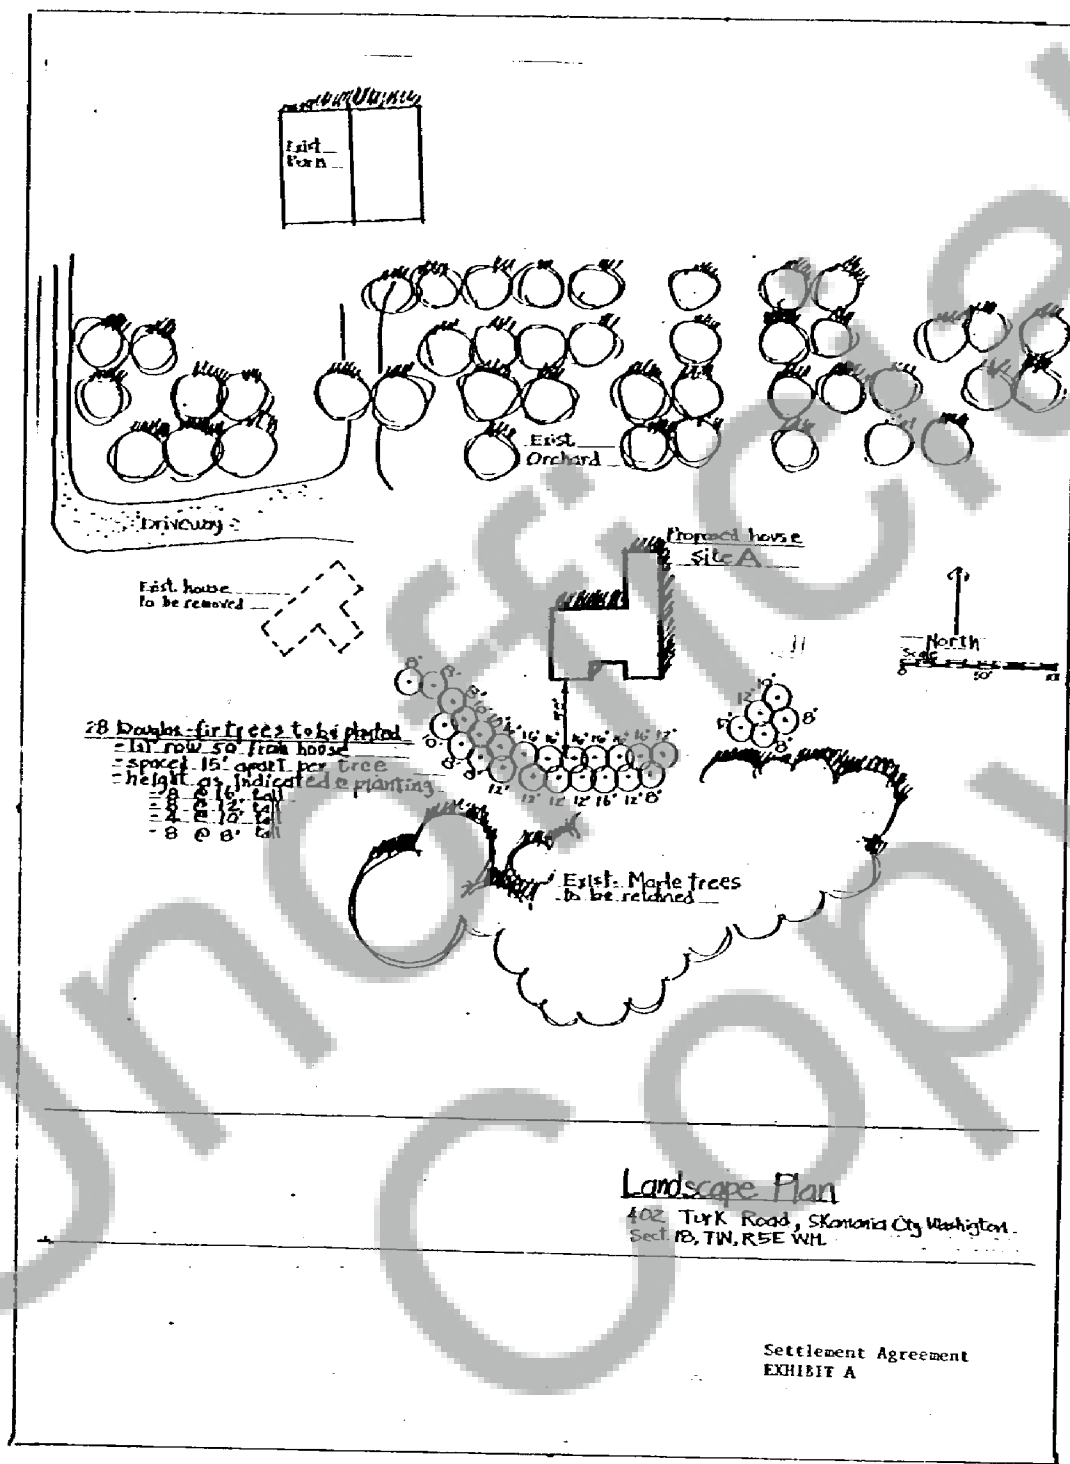 Exist
Barn
Exist
Orchard
Driveway
Proposed house
site A
Exist. house
to be removed
North
Scale
0 50'
28 Douglas-fir trees to be planted
- 1st row 50' from house
- spaced 15' apart per tree
- height as indicated @ planting
- 8 @ 16' tall
- 8 @ 12' tall
- 4 @ 10' tall
- 8 @ 8' tall
Exist. Maple trees
to be retained
Landscape Plan
402 Turk Road, Skamania Cty Washington
Sect. 18, T1N, R5E W.M.
Settlement Agreement
EXHIBIT A
Unofficial
Copy